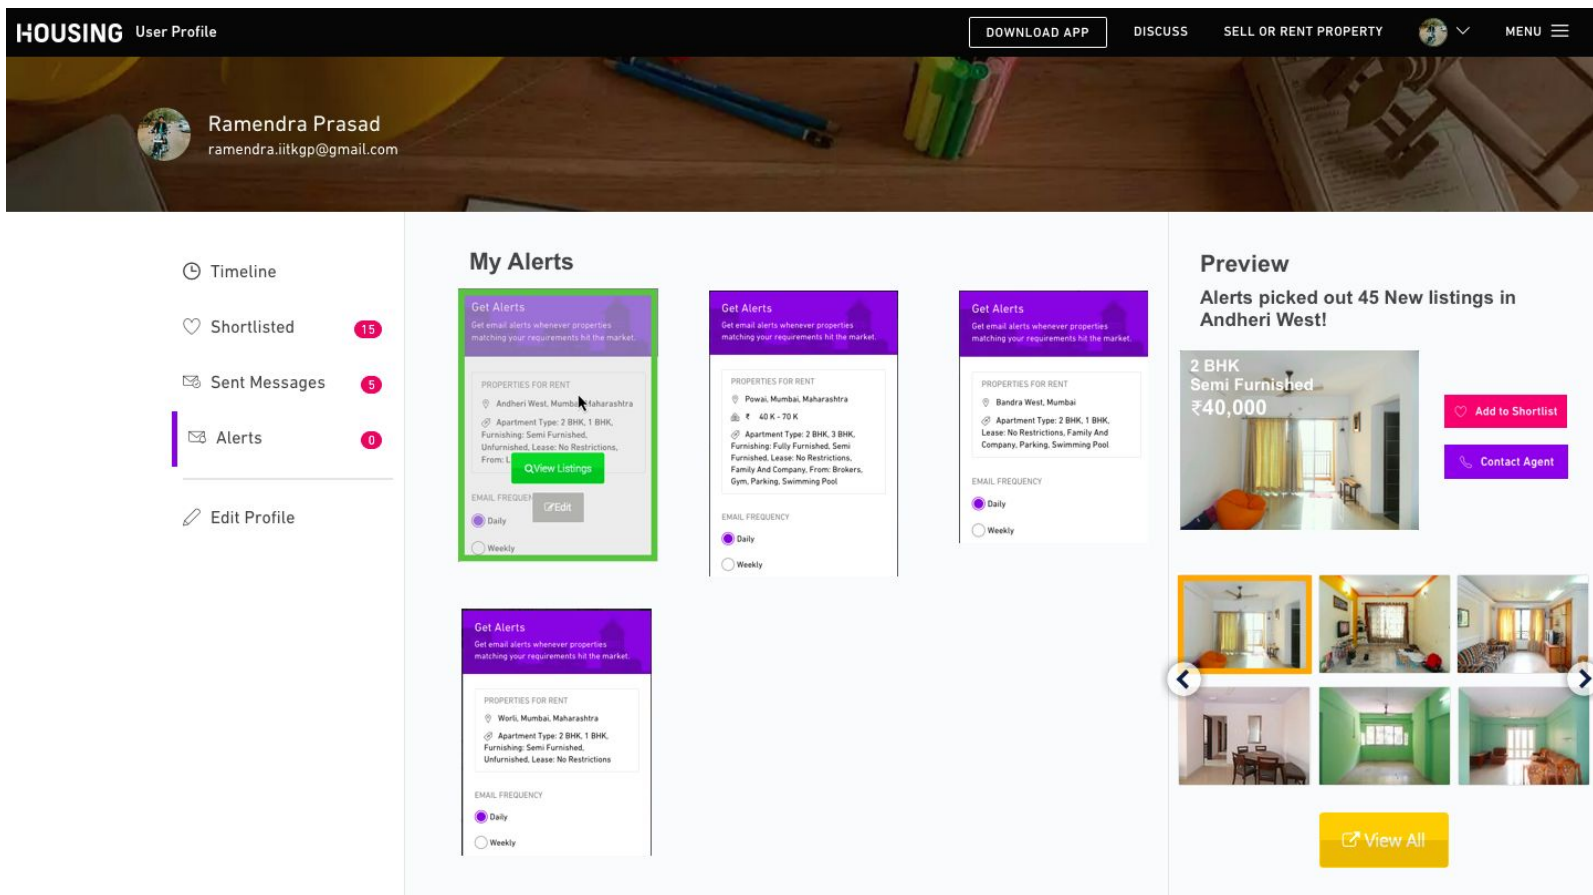 HOUSING User Profile
DOWNLOAD APP
DISCUSS
SELL OR RENT PROPERTY
MENU
Ramendra Prasad
ramendra.iitkgp@gmail.com
Timeline
Shortlisted 15
Sent Messages 5
Alerts 0
Edit Profile
My Alerts
Get Alerts
Get email alerts whenever properties
matching your requirements hit the market.
PROPERTIES FOR RENT
Andheri West, Mumbai, Maharashtra
Apartment Type: 2 BHK, 1 BHK,
Furnishing: Semi Furnished,
Unfurnished, Lease: No Restrictions,
From:
View Listings
Edit
EMAIL
Daily
Weekly
Get Alerts
Get email alerts whenever properties
matching your requirements hit the market.
PROPERTIES FOR RENT
Powai, Mumbai, Maharashtra
₹ 40 K - 70 K
Apartment Type: 2 BHK, 3 BHK,
Furnishing: Fully Furnished, Semi
Furnished, Lease: No Restrictions,
Family And Company, From: Brokers,
Gym, Parking, Swimming Pool
EMAIL FREQUENCY
Daily
Weekly
Get Alerts
Get email alerts whenever properties
matching your requirements hit the market.
PROPERTIES FOR RENT
Bandra West, Mumbai
Apartment Type: 2 BHK, 1 BHK,
Lease: No Restrictions, Family And
Company, Parking, Swimming Pool
EMAIL FREQUENCY
Daily
Weekly
Get Alerts
Get email alerts whenever properties
matching your requirements hit the market.
PROPERTIES FOR RENT
Worli, Mumbai, Maharashtra
Apartment Type: 2 BHK, 1 BHK,
Furnishing: Semi Furnished,
Unfurnished, Lease: No Restrictions
EMAIL FREQUENCY
Daily
Weekly
Preview
Alerts picked out 45 New listings in
Andheri West!
2 BHK
Semi Furnished
₹40,000
Add to Shortlist
Contact Agent
View All